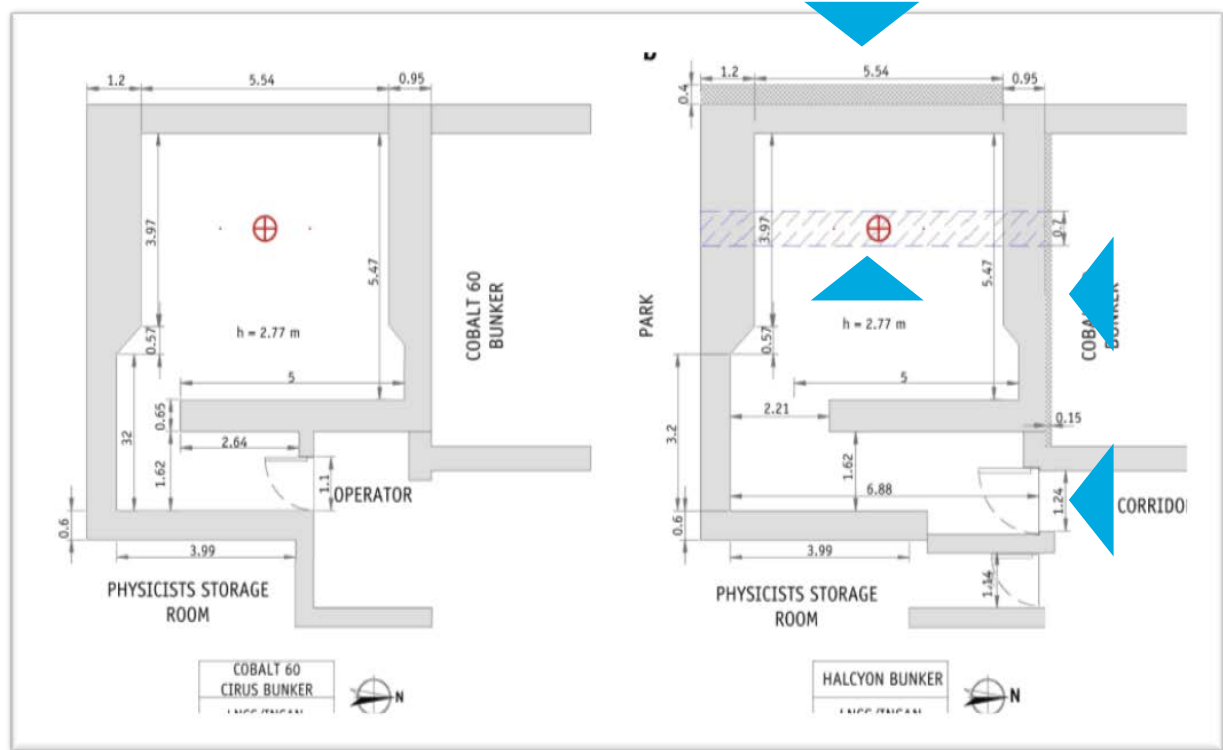 1.2
5.54
0.95
3.97
5.47
h = 2.77 m
0.57
COBALT 60
BUNKER
5
0.65
32
2.64
1.62
1.1
OPERATOR
0.6
3.99
PHYSICISTS STORAGE
ROOM
COBALT 60
CIRUS BUNKER
N
1.2
5.54
0.95
0.4
3.97
0.7
5.47
PARK
h = 2.77 m
0.57
BUNKER
5
2.21
0.15
3.2
1.62
6.88
1.24
0.6
3.99
1.14
PHYSICISTS STORAGE
ROOM
HALCYON BUNKER
N